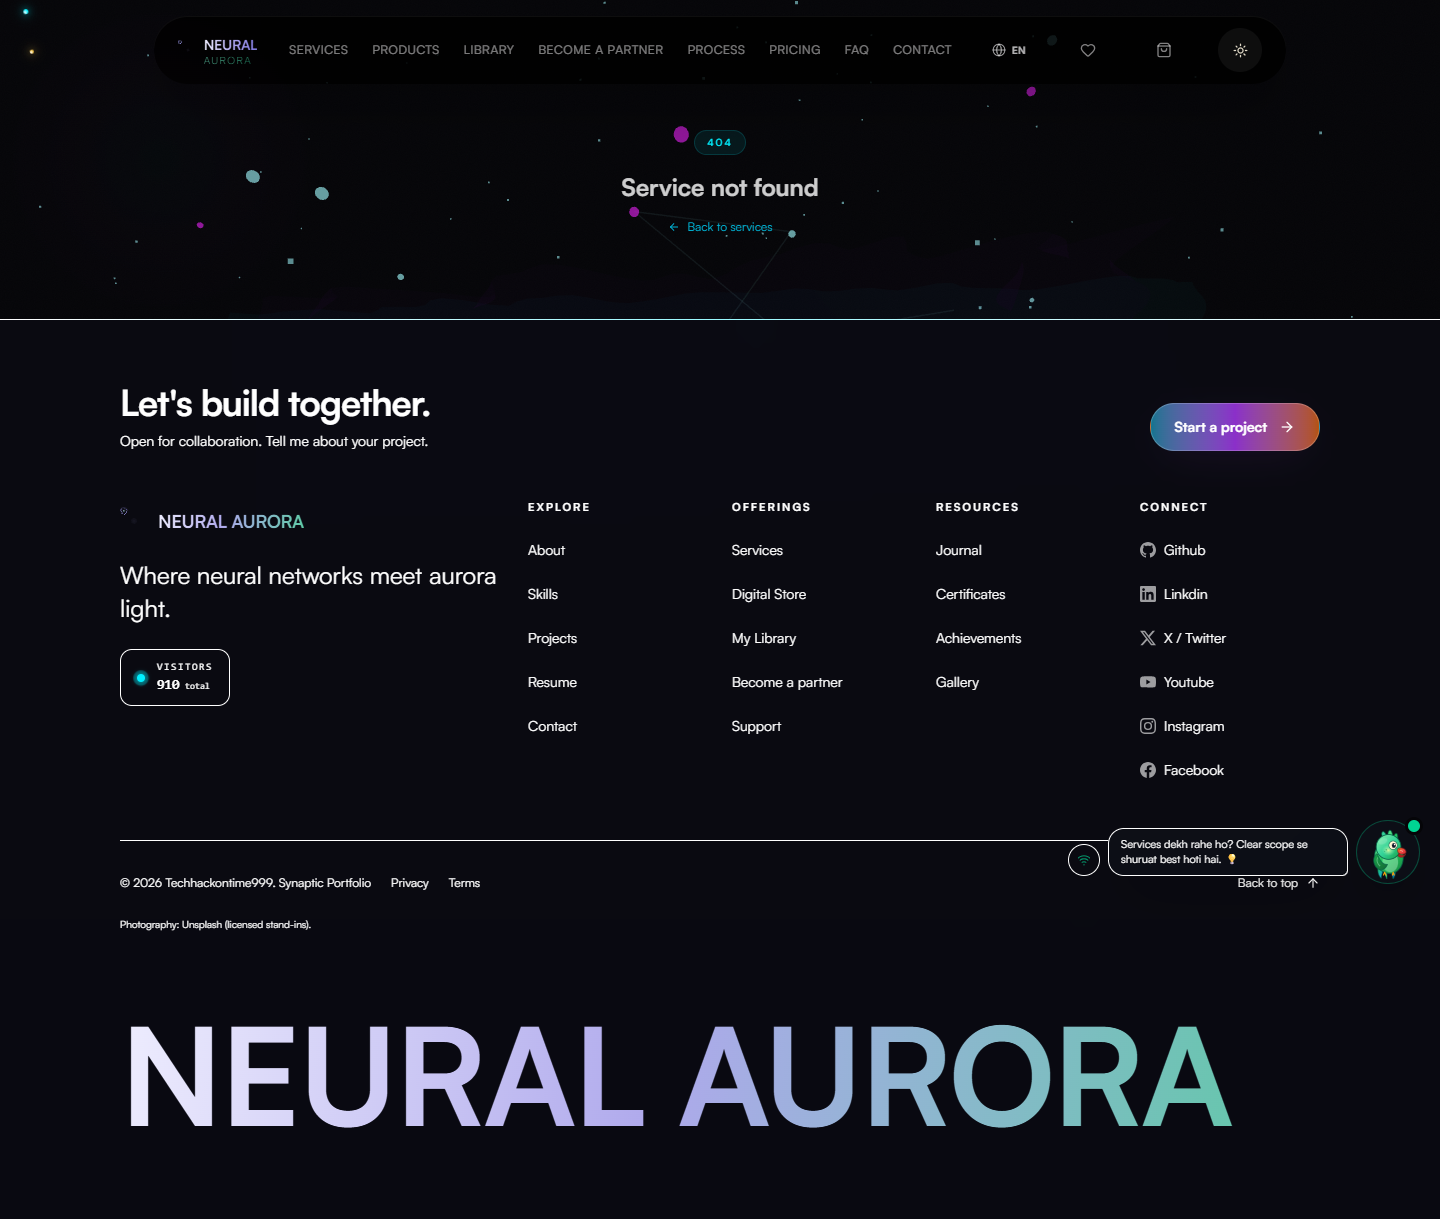 NEURAL
AURORA
SERVICES
PRODUCTS
LIBRARY
BECOME A PARTNER
PROCESS
PRICING
FAQ
CONTACT
EN
404
Service not found
← Back to services
Let's build together.
Open for collaboration. Tell me about your project.
Start a project →
NEURAL AURORA
Where neural networks meet aurora
light.
VISITORS
910 total
EXPLORE
About
Skills
Projects
Resume
Contact
OFFERINGS
Services
Digital Store
My Library
Become a partner
Support
RESOURCES
Journal
Certificates
Achievements
Gallery
CONNECT
Github
Linkdin
X / Twitter
Youtube
Instagram
Facebook
Services dekh rahe ho? Clear scope se
shuruat best hoti hai. 💡
© 2026 Techhackontime999. Synaptic Portfolio
Privacy
Terms
Back to top ↑
Photography: Unsplash (licensed stand-ins).
NEURAL AURORA